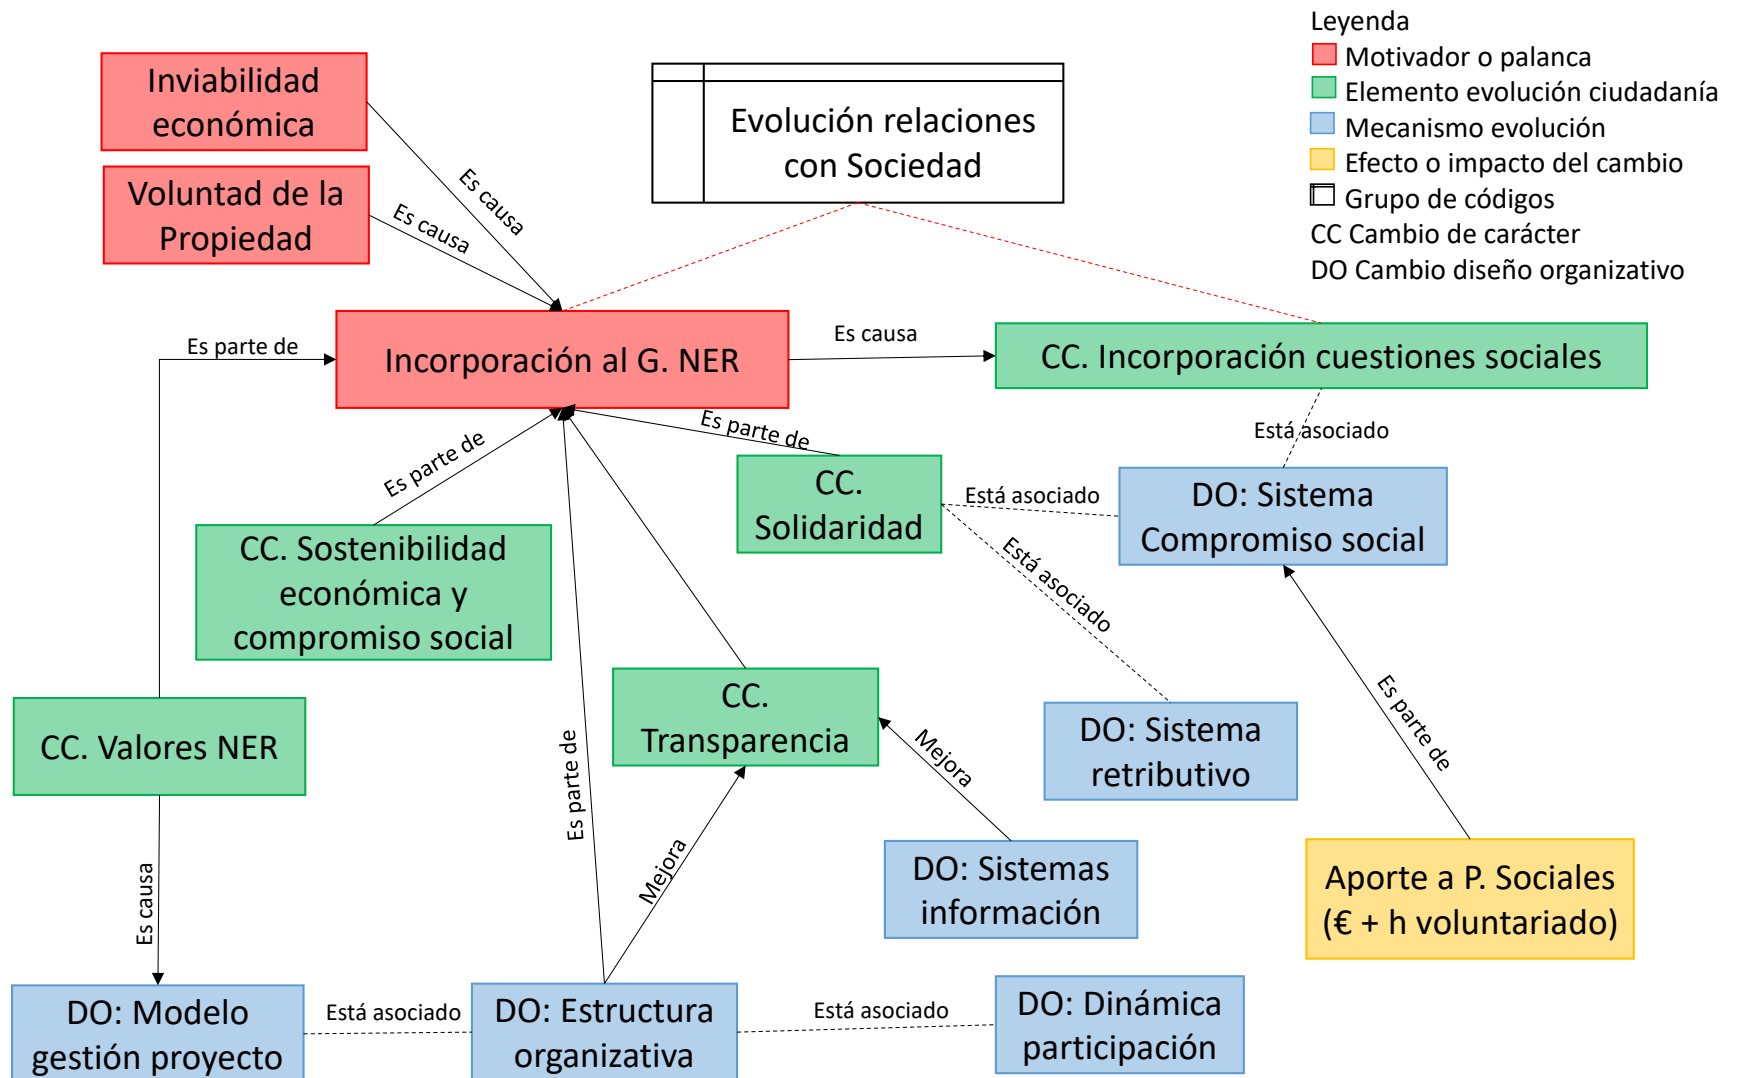 Leyenda
Motivador o palanca
Elemento evolución ciudadanía
Mecanismo evolución
Efecto o impacto del cambio
Grupo de códigos
CC Cambio de carácter
DO Cambio diseño organizativo
Inviabilidad
económica
Evolución relaciones
con Sociedad
Voluntad de la
Propiedad
Es causa
Es causa
Es parte de
Incorporación al G. NER
Es causa
CC. Incorporación cuestiones sociales
Es parte de
Es parte de
Está asociado
CC.
Solidaridad
Está asociado
DO: Sistema
Compromiso social
CC. Sostenibilidad
económica y
compromiso social
Está asociado
CC. Valores NER
CC.
Transparencia
Es parte de
Mejora
DO: Sistema
retributivo
Es parte de
Es causa
Mejora
DO: Sistemas
información
Aporte a P. Sociales
(€ + h voluntariado)
DO: Modelo
gestión proyecto
Está asociado
DO: Estructura
organizativa
Está asociado
DO: Dinámica
participación